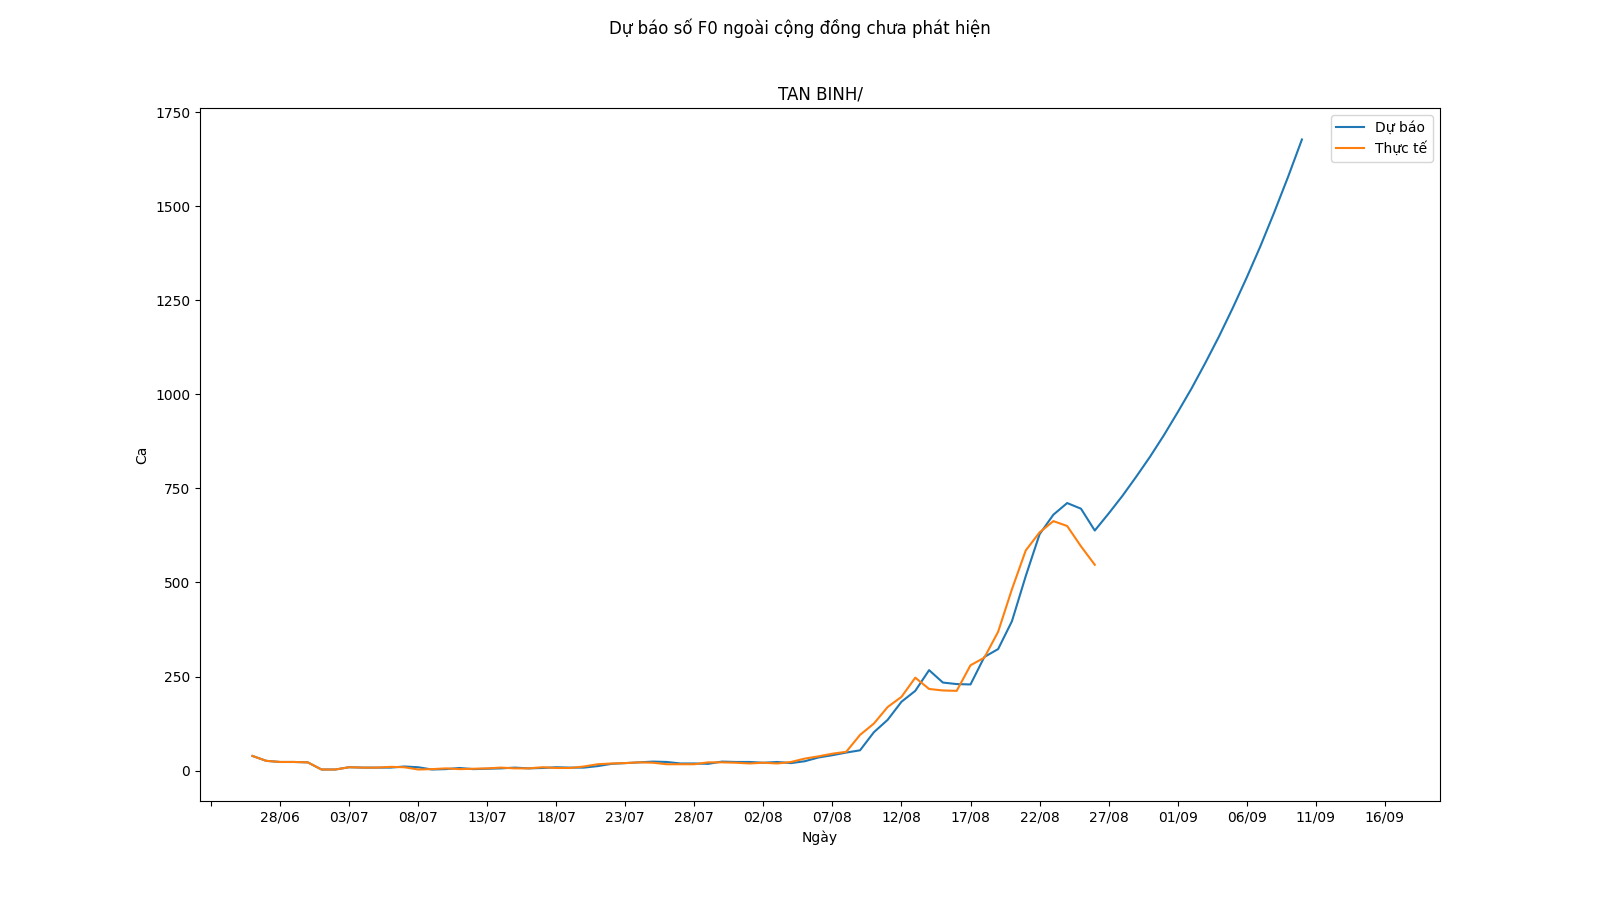 Dự báo số F0 ngoài cộng đồng chưa phát hiện
TAN BINH/
1750
1500
1250
1000
750
500
250
0
Ca
Dự báo
Thực tế
28/06 03/07 08/07 13/07 18/07 23/07 28/07 02/08 07/08 12/08 17/08 22/08 27/08 01/09 06/09 11/09 16/09
Ngày